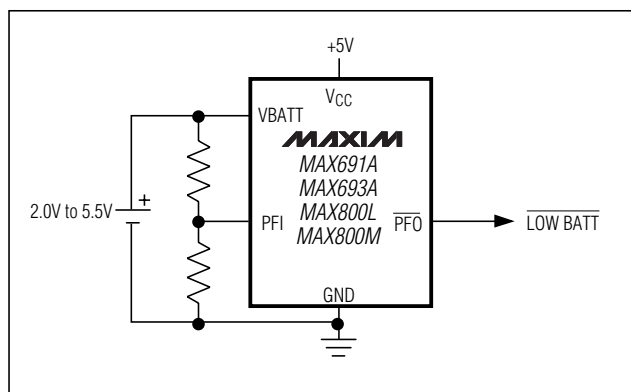 +5V
VCC
VBATT
MAXIM
MAX691A
MAX693A
MAX800L
MAX800M
2.0V to 5.5V
+
PFI
PFO
LOW BATT
GND